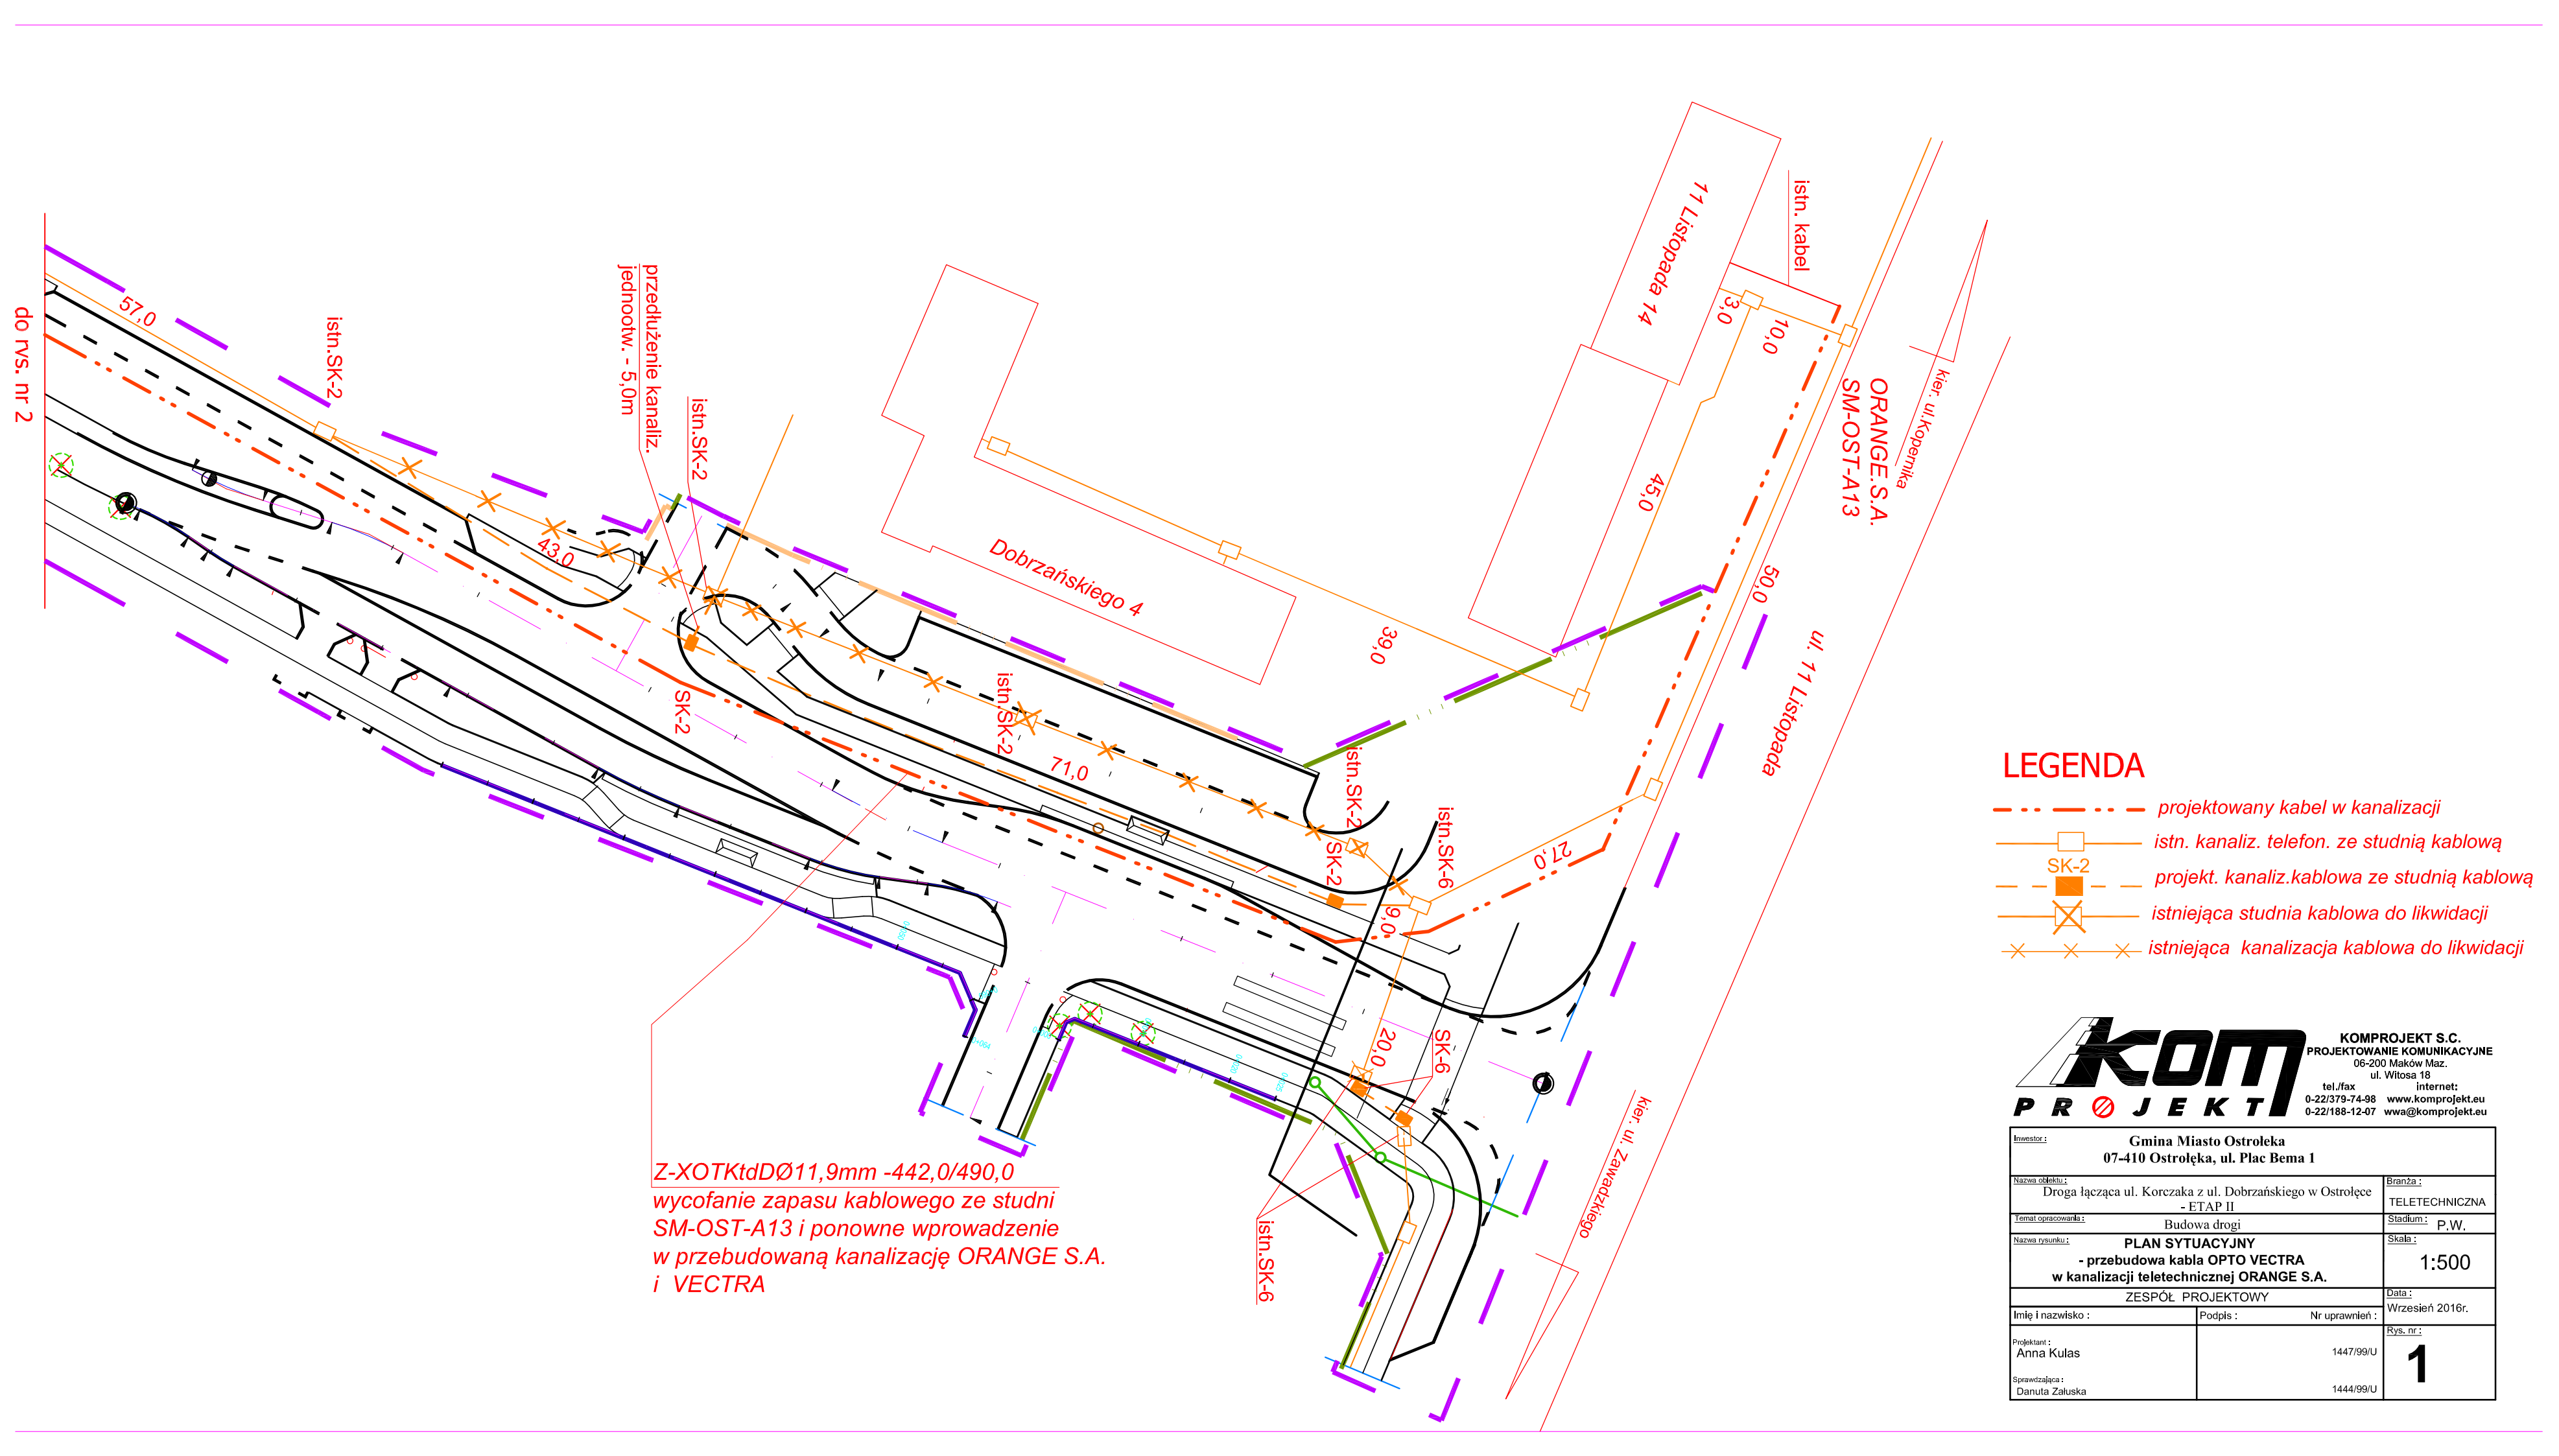 do rys. nr 2
57,0
istn.SK-2
przedłużenie kanaliz.
jednootw. - 5,0m
istn.SK-2
43,0
SK-2
Dobrzańskiego 4
istn.SK-2
71,0
istn.SK-2
SK-2
istn.SK-6
9,0
27,0
39,0
45,0
50,0
11 Listopada 14
istn. kabel
3,0
10,0
ORANGE.S.A.
SM-OST-A13
kier. ul.Kopernika
ul. 11 Listopada
20,0
SK-6
istn.SK-6
kier. ul. Zawadzkiego
Z-XOTKtdDØ11,9mm -442,0/490,0
wycofanie zapasu kablowego ze studni
SM-OST-A13 i ponowne wprowadzenie
w przebudowaną kanalizację ORANGE S.A.
i VECTRA
LEGENDA
projektowany kabel w kanalizacji
istn. kanaliz. telefon. ze studnią kablową
SK-2
projekt. kanaliz.kablowa ze studnią kablową
istniejąca studnia kablowa do likwidacji
istniejąca kanalizacja kablowa do likwidacji
KOM
PROJEKT
KOMPROJEKT S.C.
PROJEKTOWANIE KOMUNIKACYJNE
06-200 Maków Maz.
ul. Witosa 18
tel./fax internet:
0-22/379-74-98 www.komprojekt.eu
0-22/188-12-07 wwa@komprojekt.eu
Inwestor :
Gmina Miasto Ostrołeka
07-410 Ostrołęka, ul. Plac Bema 1
Nazwa obiektu :
Droga łącząca ul. Korczaka z ul. Dobrzańskiego w Ostrołęce
- ETAP II
Branża :
TELETECHNICZNA
Temat opracowania :
Budowa drogi
Stadium : P.W.
Nazwa rysunku :
PLAN SYTUACYJNY
- przebudowa kabla OPTO VECTRA
w kanalizacji teletechnicznej ORANGE S.A.
Skala :
1:500
ZESPÓŁ PROJEKTOWY
Data :
Wrzesień 2016r.
Imię i nazwisko : Podpis : Nr uprawnień :
Rys. nr :
1
Projektant :
Anna Kulas 1447/99/U
Sprawdzająca :
Danuta Załuska 1444/99/U